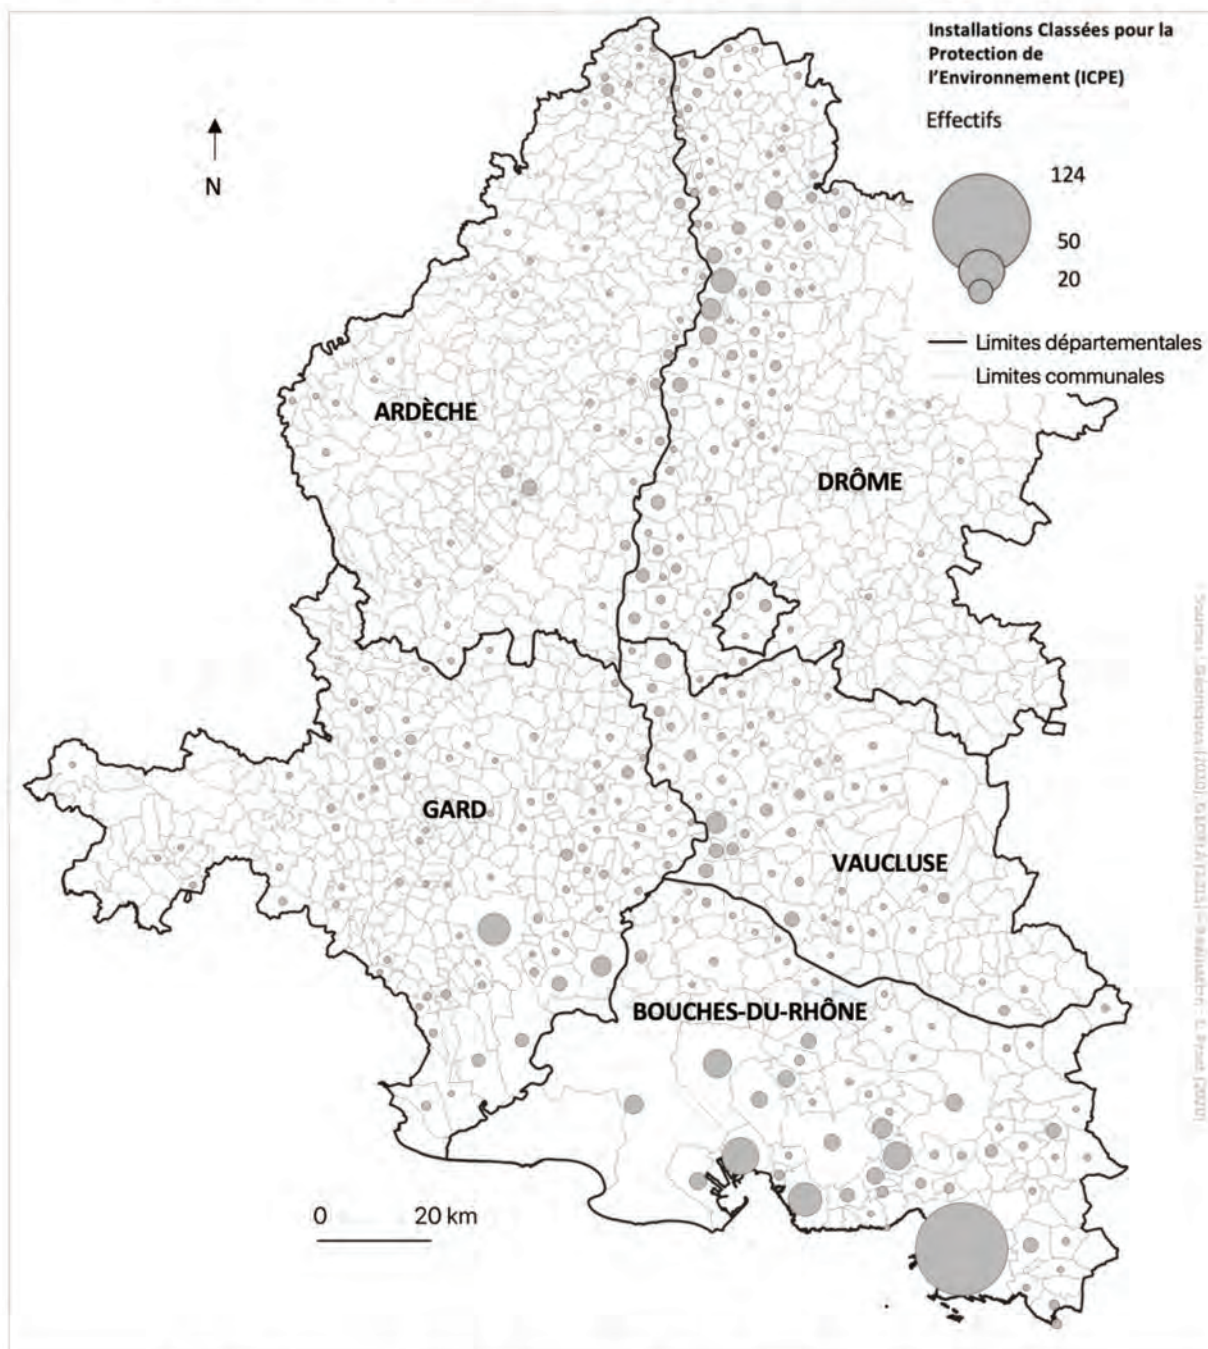 Installations Classées pour la
Protection de
l'Environnement (ICPE)
Effectifs
124
50
20
Limites départementales
Limites communales
N
ARDÈCHE
DRÔME
GARD
VAUCLUSE
BOUCHES-DU-RHÔNE
0 20 km